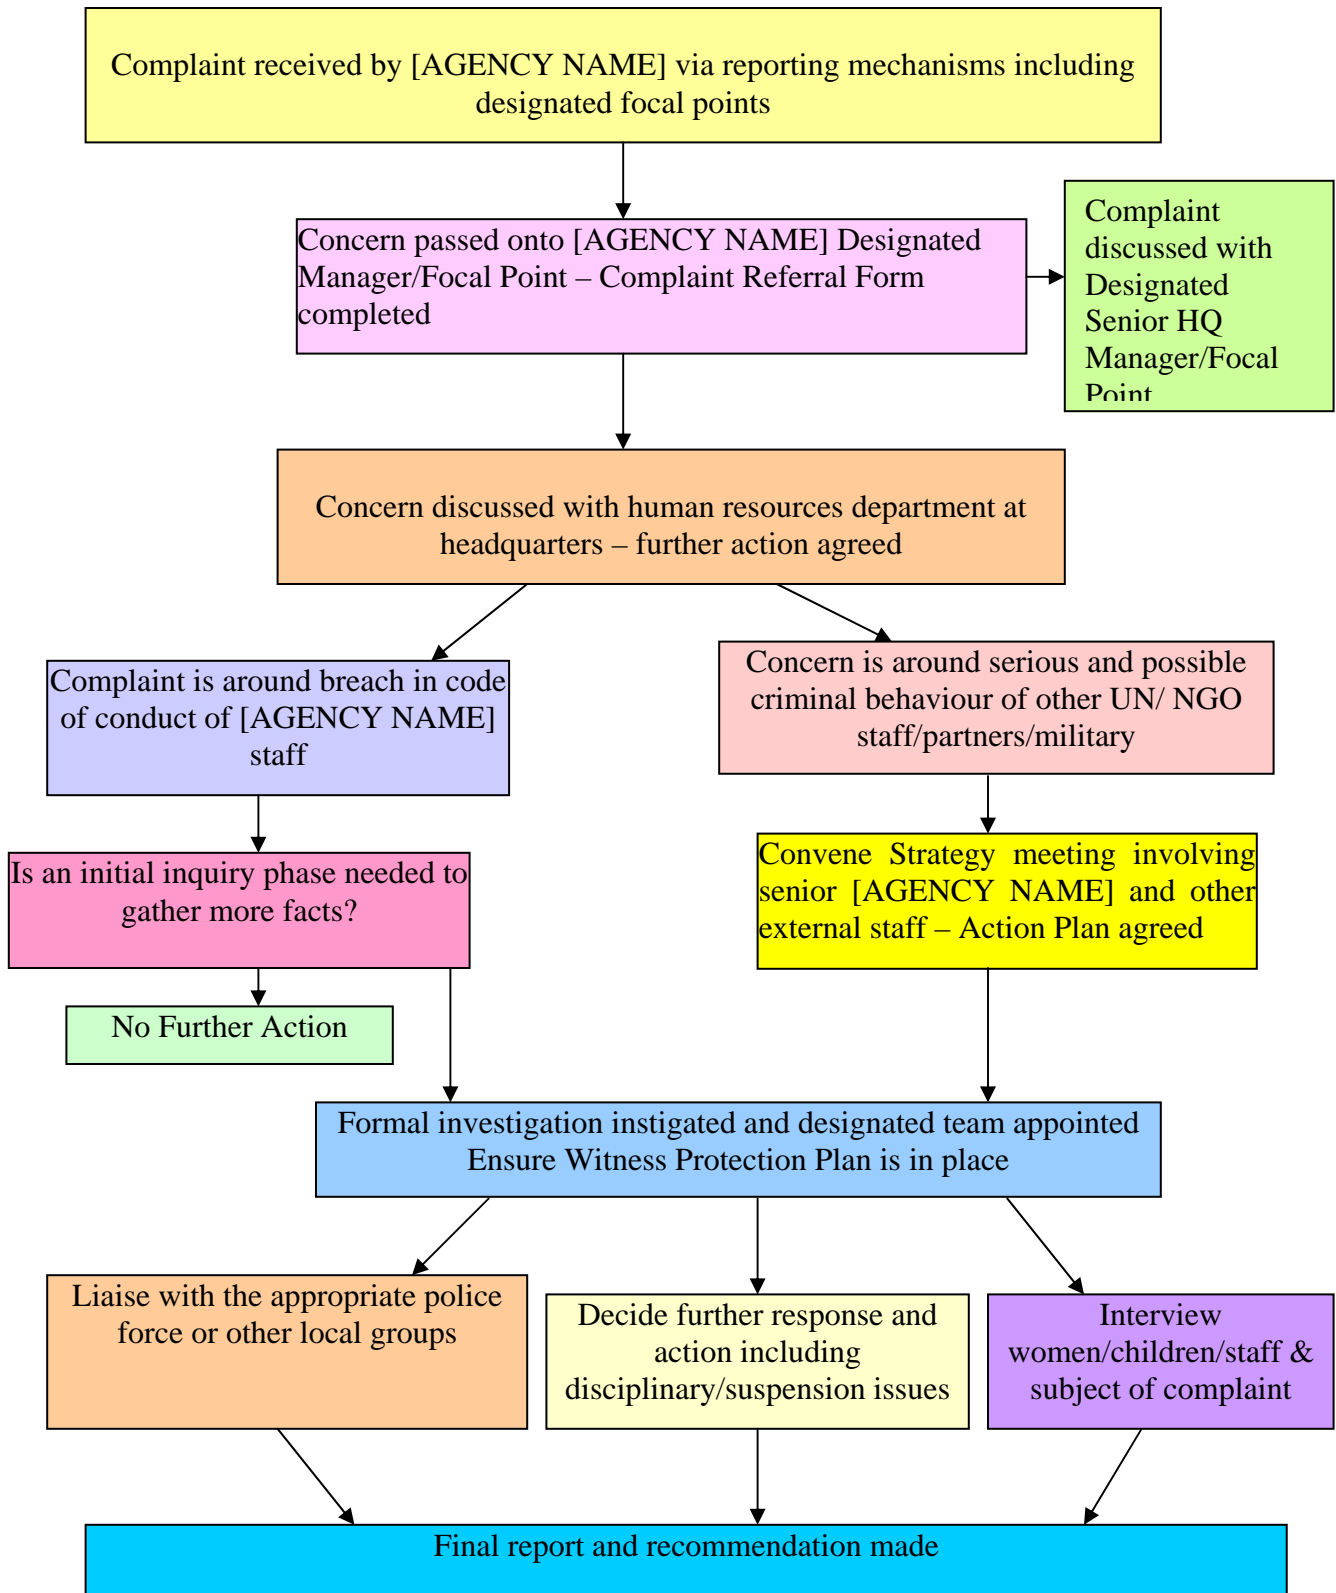 Complaint received by [AGENCY NAME] via reporting mechanisms including
designated focal points
Concern passed onto [AGENCY NAME] Designated
Manager/Focal Point – Complaint Referral Form
completed
Complaint
discussed with
Designated
Senior HQ
Manager/Focal
Point
Concern discussed with human resources department at
headquarters – further action agreed
Complaint is around breach in code
of conduct of [AGENCY NAME]
staff
Concern is around serious and possible
criminal behaviour of other UN/ NGO
staff/partners/military
Is an initial inquiry phase needed to
gather more facts?
Convene Strategy meeting involving
senior [AGENCY NAME] and other
external staff – Action Plan agreed
No Further Action
Formal investigation instigated and designated team appointed
Ensure Witness Protection Plan is in place
Liaise with the appropriate police
force or other local groups
Decide further response and
action including
disciplinary/suspension issues
Interview
women/children/staff &
subject of complaint
Final report and recommendation made